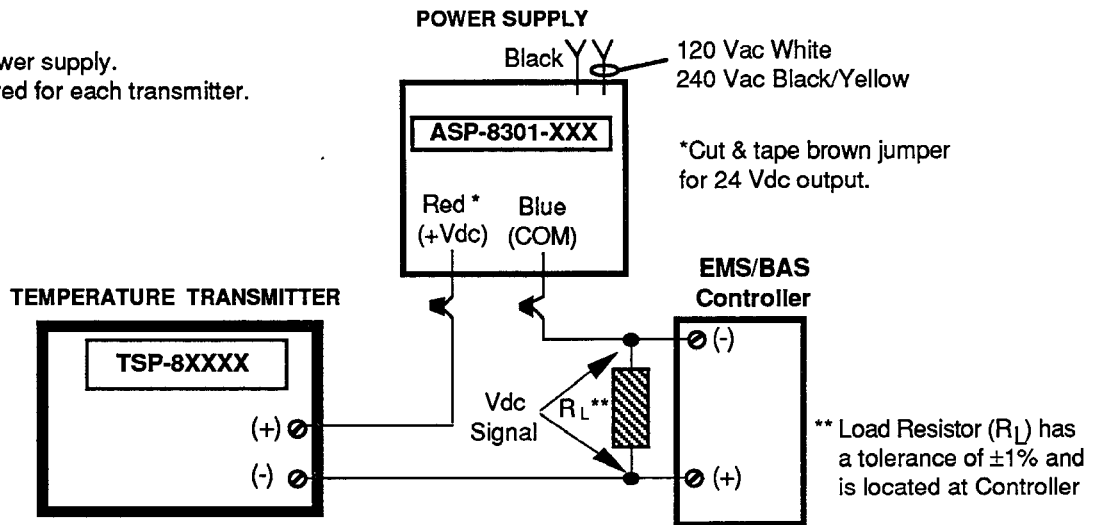 POWER SUPPLY
wer supply.
red for each transmitter.
Black
120 Vac White
240 Vac Black/Yellow
ASP-8301-XXX
*Cut & tape brown jumper
for 24 Vdc output.
Red * Blue
(+Vdc) (COM)
EMS/BAS
Controller
TEMPERATURE TRANSMITTER
TSP-8XXXX
(-)
Vdc
Signal
RL**
(+)
(-)
(+)
** Load Resistor (RL) has
a tolerance of ±1% and
is located at Controller